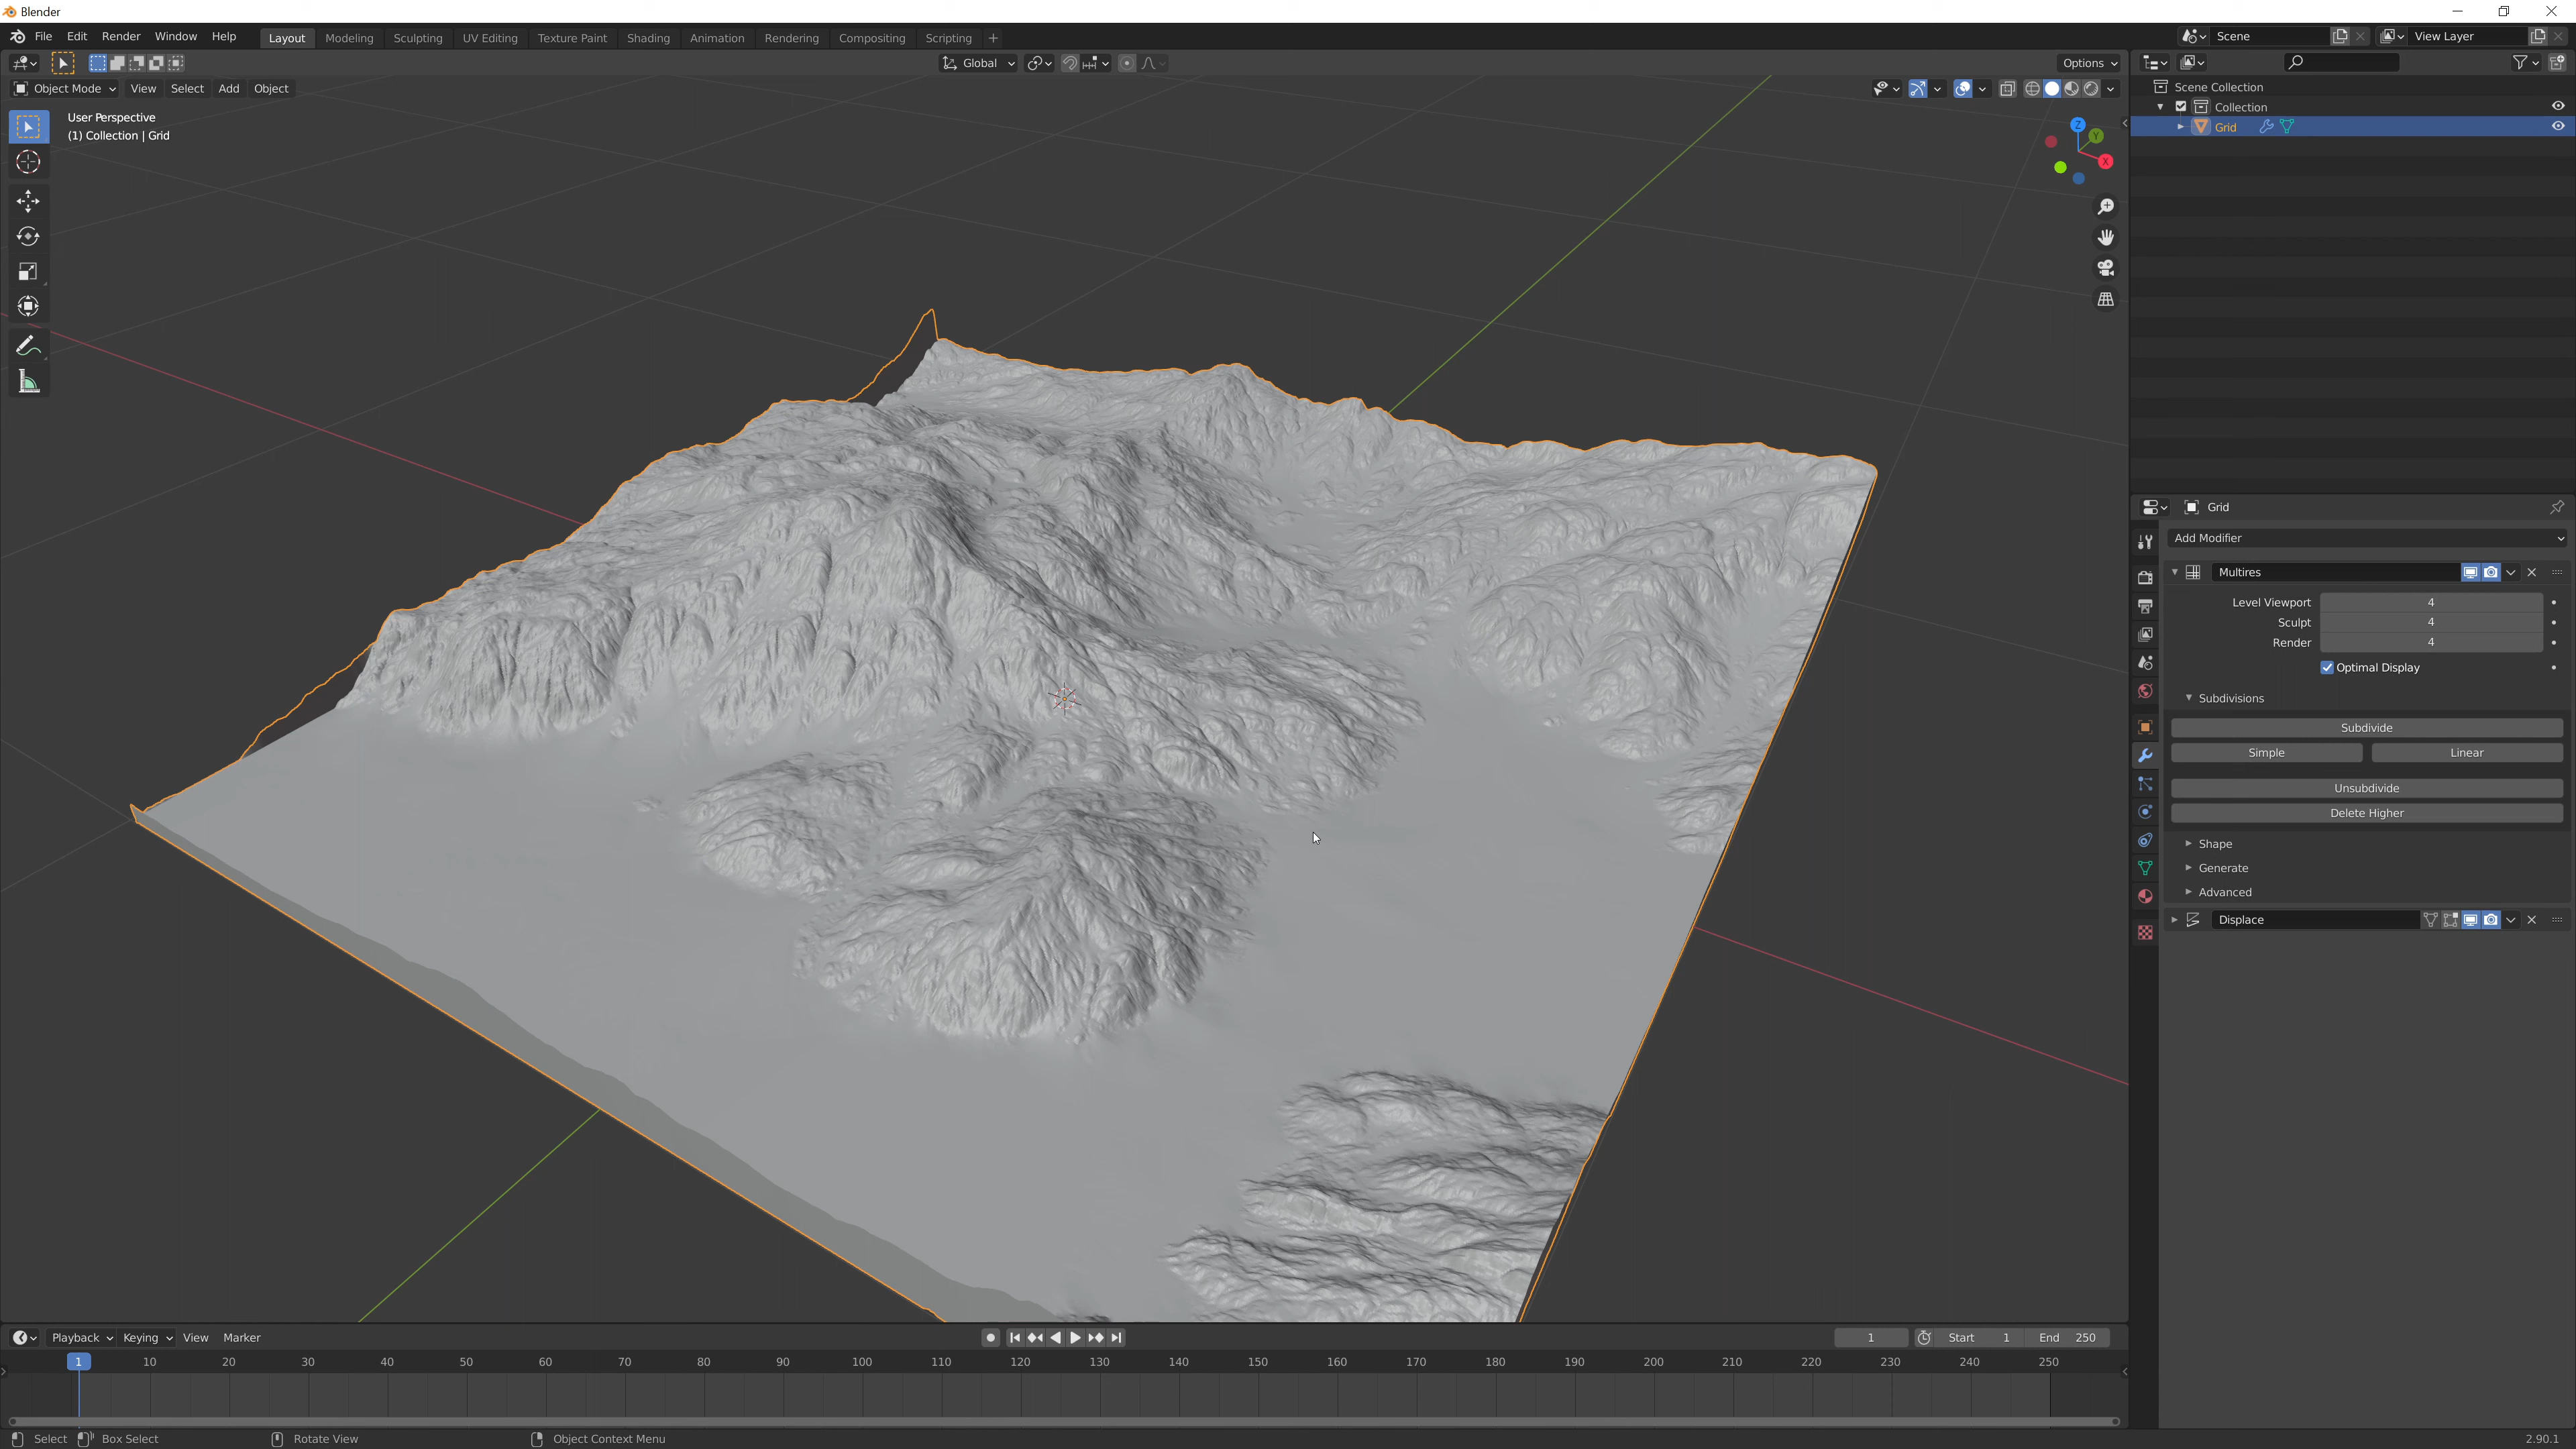 Blender
File Edit Render Window Help Layout Modeling Sculpting UV Editing Texture Paint Shading Animation Rendering Compositing Scripting + Scene View Layer
Global Options
Object Mode View Select Add Object
User Perspective
(1) Collection | Grid
Z
Y
X
Scene Collection
Collection
Grid
Grid
Add Modifier
Multires
Level Viewport 4
Sculpt 4
Render 4
Optimal Display
Subdivisions
Subdivide
Simple Linear
Unsubdivide
Delete Higher
Shape
Generate
Advanced
Displace
Playback Keying View Marker 1 Start 1 End 250
1 10 20 30 40 50 60 70 80 90 100 110 120 130 140 150 160 170 180 190 200 210 220 230 240 250
Select Box Select Rotate View Object Context Menu 2.90.1